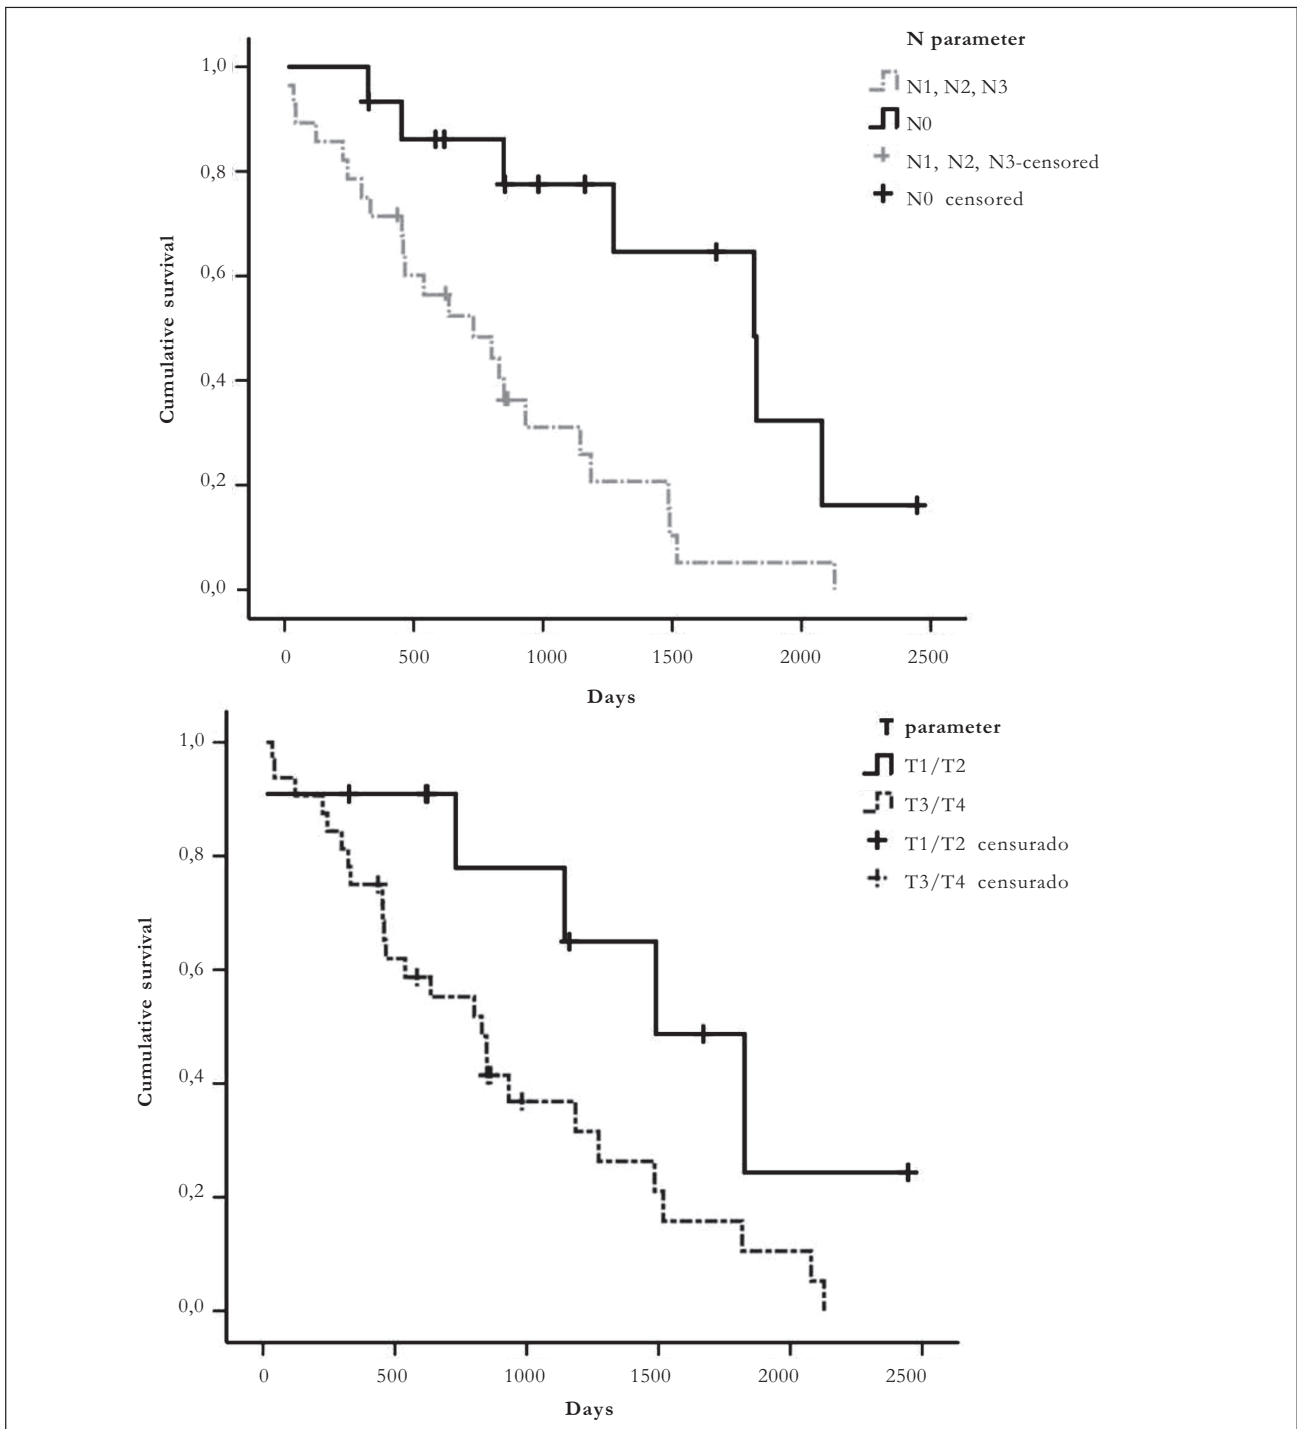 N parameter
N1, N2, N3
N0
N1, N2, N3-censored
N0 censored
Cumulative survival
1,0
0,8
0,6
0,4
0,2
0,0
0 500 1000 1500 2000 2500
Days
T parameter
T1/T2
T3/T4
T1/T2 censurado
T3/T4 censurado
Cumulative survival
1,0
0,8
0,6
0,4
0,2
0,0
0 500 1000 1500 2000 2500
Days